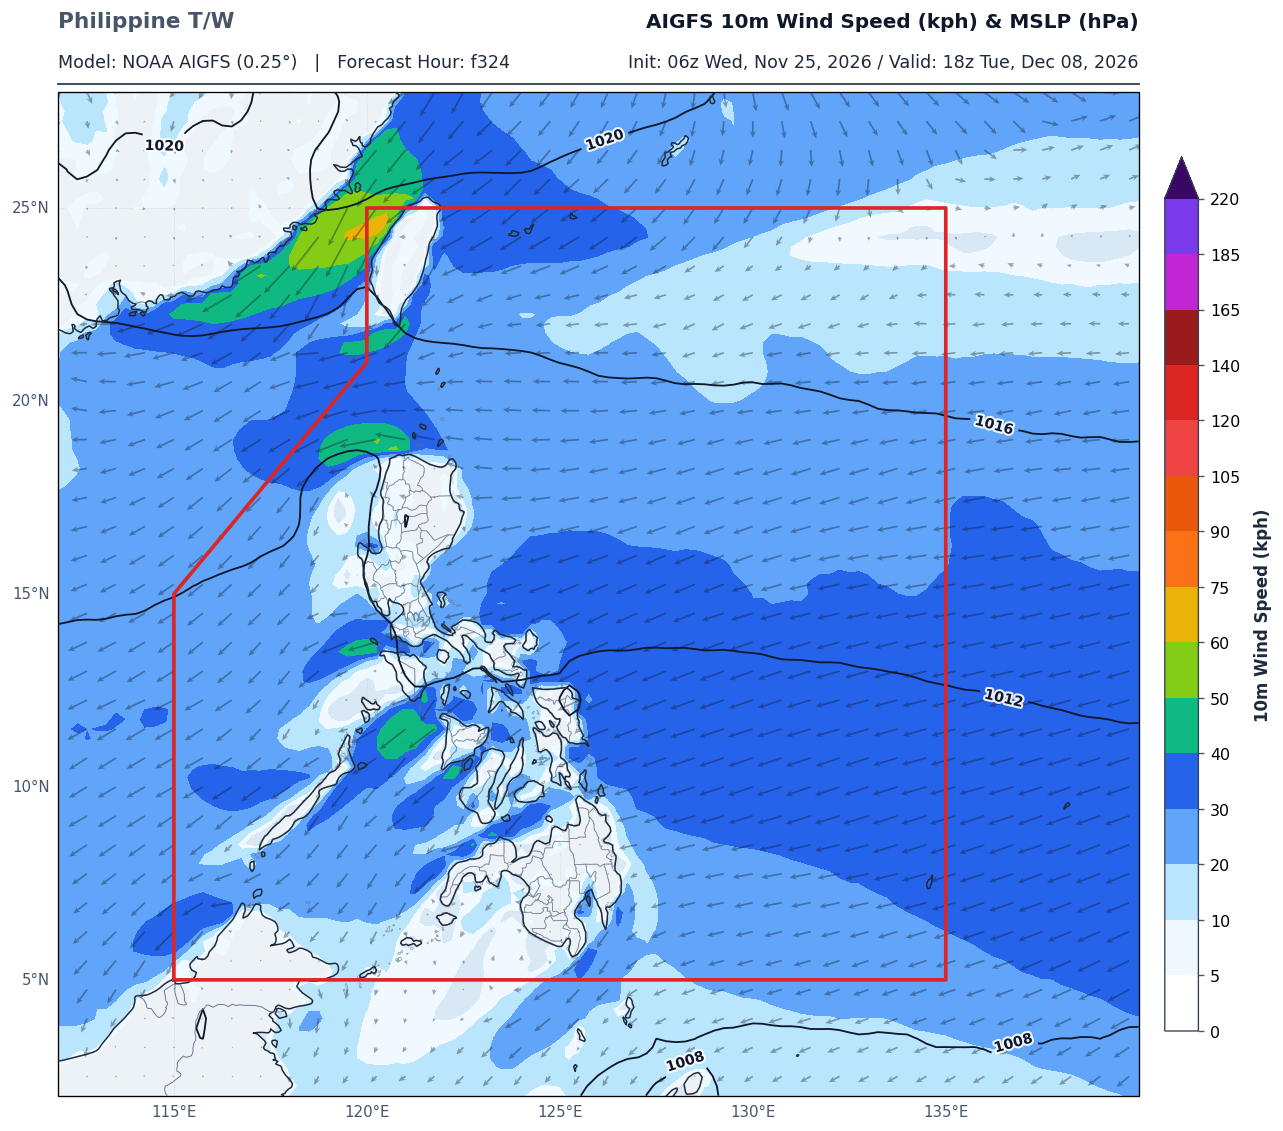 Philippine T/W
AIGFS 10m Wind Speed (kph) & MSLP (hPa)
Model: NOAA AIGFS (0.25°) | Forecast Hour: f324
Init: 06z Wed, Nov 25, 2026 / Valid: 18z Tue, Dec 08, 2026
1020
1020
1016
1012
1008
1008
25°N
20°N
15°N
10°N
5°N
115°E
120°E
125°E
130°E
135°E
220
185
165
140
120
105
90
75
60
50
40
30
20
10
5
0
10m Wind Speed (kph)